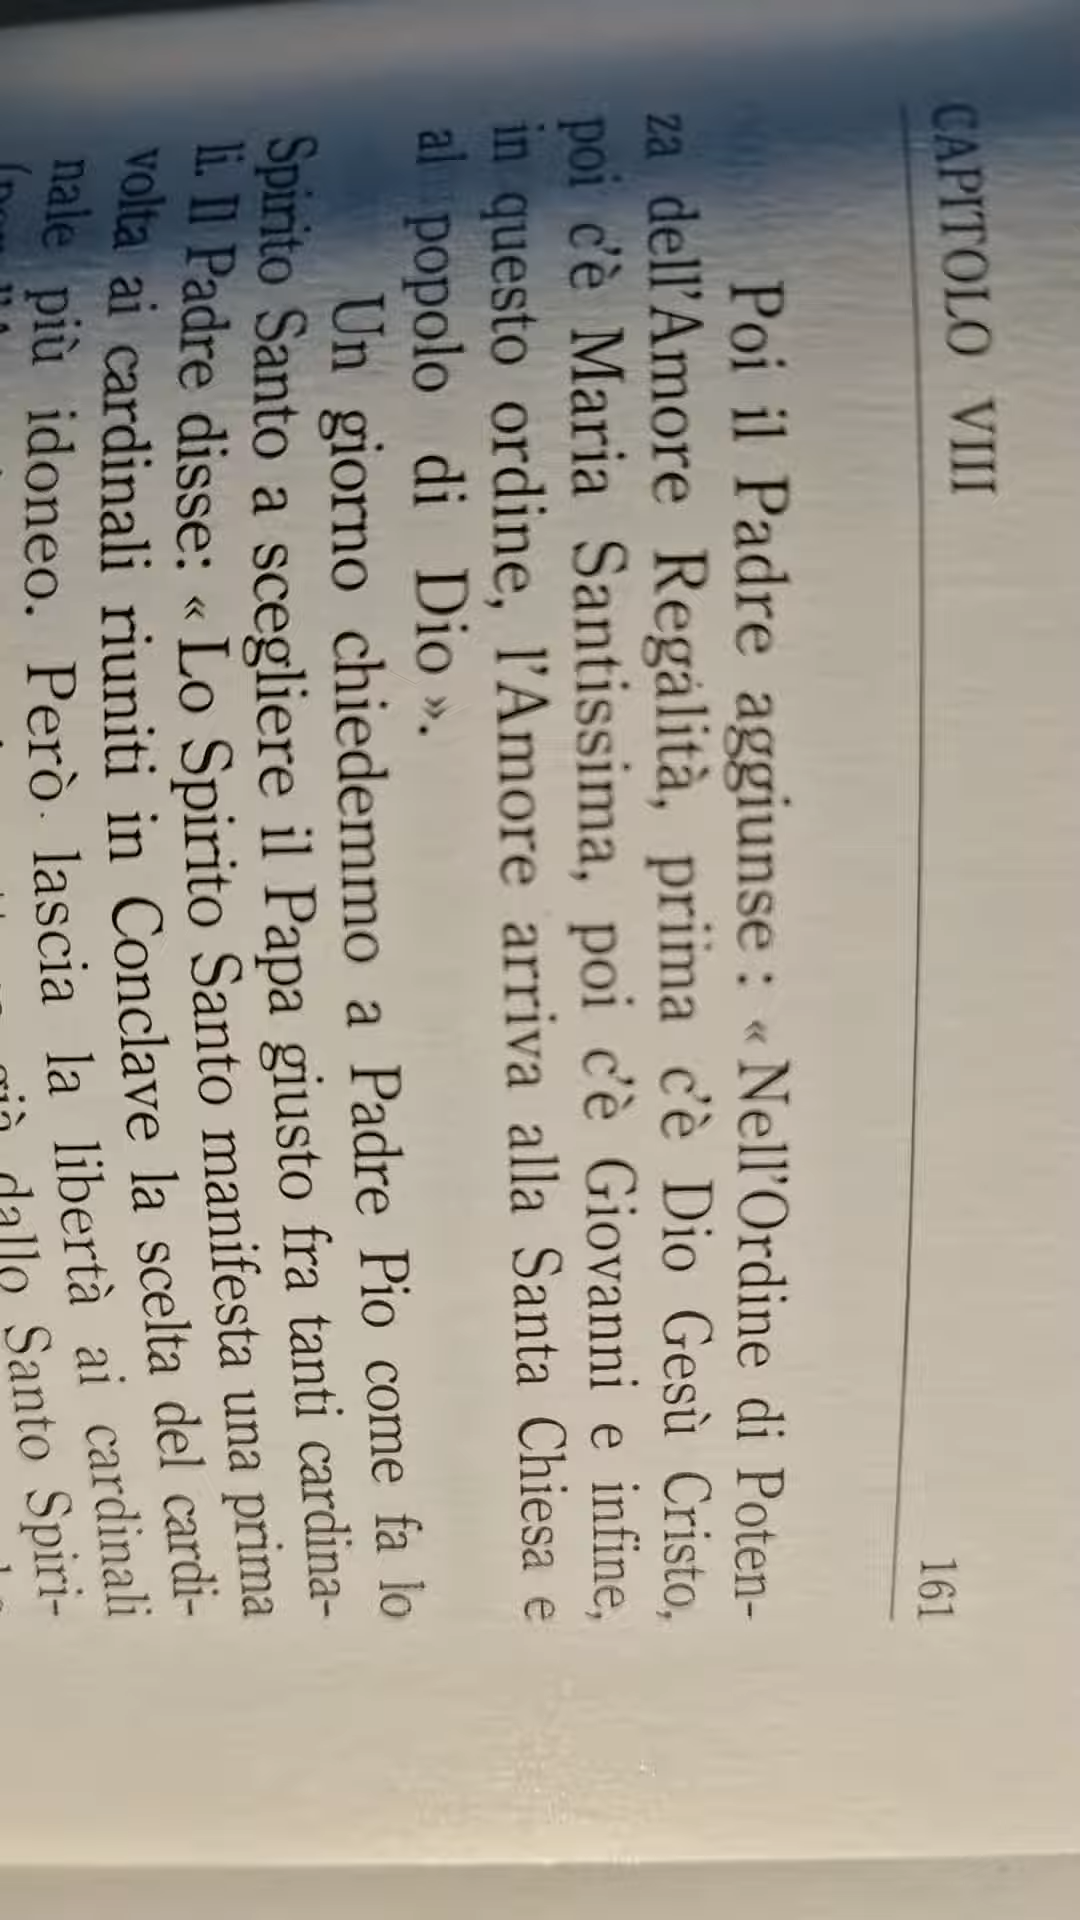 CAPITOLO VIII 161
Poi il Padre aggiunse : « Nell'Ordine di Poten-
za dell'Amore Regalità, prima c'è Dio Gesù Cristo,
poi c'è Maria Santissima, poi c'è Giovanni e infine,
in questo ordine, l'Amore arriva alla Santa Chiesa e
al popolo di Dio ».
Un giorno chiedemmo a Padre Pio come fa lo
Spirito Santo a scegliere il Papa giusto fra tanti cardina-
li. Il Padre disse: « Lo Spirito Santo manifesta una prima
volta ai cardinali riuniti in Conclave la scelta del cardi-
nale più idoneo. Però lascia la libertà ai cardinali
già dallo Santo Spiri-